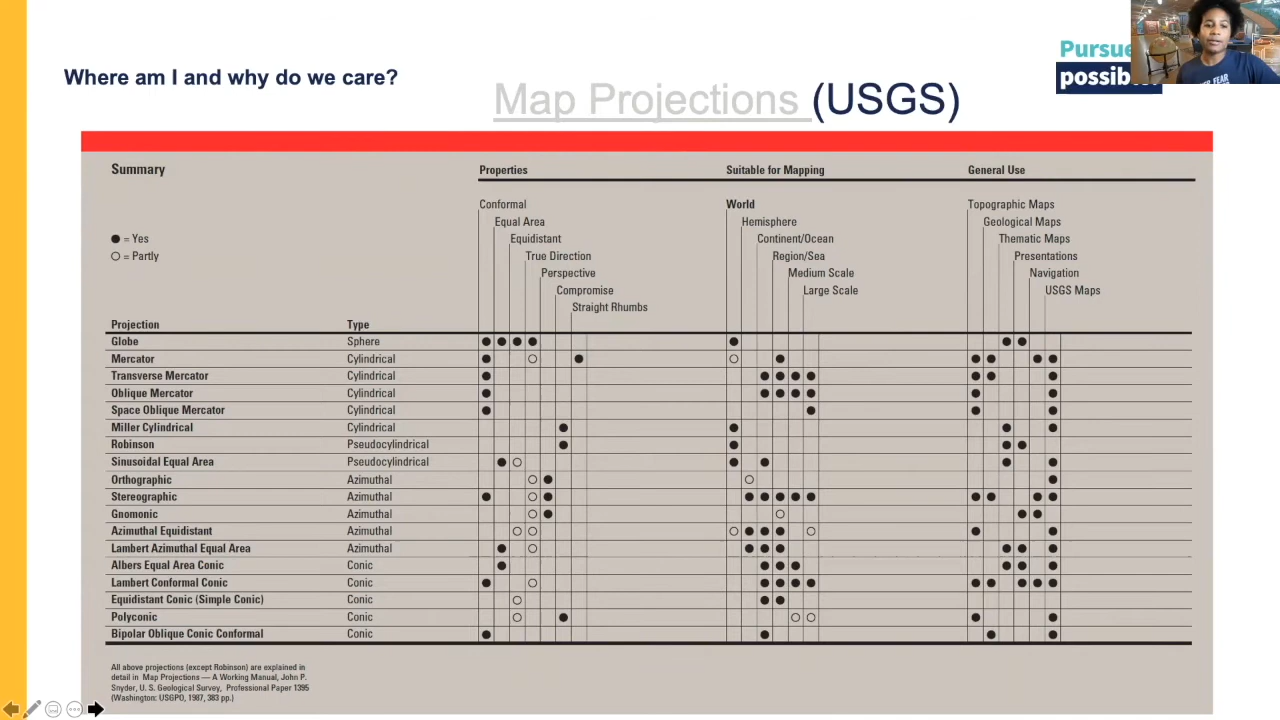 Where am I and why do we care?
Pursue
possib
Map Projections (USGS)
Summary
Properties
Suitable for Mapping
General Use
Conformal
World
Topographic Maps
Equal Area
Hemisphere
Geological Maps
● = Yes
Equidistant
Continent/Ocean
Thematic Maps
○ = Partly
True Direction
Region/Sea
Presentations
Perspective
Medium Scale
Navigation
Compromise
Large Scale
USGS Maps
Straight Rhumbs
Projection Type
Globe Sphere
Mercator Cylindrical
Transverse Mercator Cylindrical
Oblique Mercator Cylindrical
Space Oblique Mercator Cylindrical
Miller Cylindrical Cylindrical
Robinson Pseudocylindrical
Sinusoidal Equal Area Pseudocylindrical
Orthographic Azimuthal
Stereographic Azimuthal
Gnomonic Azimuthal
Azimuthal Equidistant Azimuthal
Lambert Azimuthal Equal Area Azimuthal
Albers Equal Area Conic Conic
Lambert Conformal Conic Conic
Equidistant Conic (Simple Conic) Conic
Polyconic Conic
Bipolar Oblique Conic Conformal Conic
All above projections (except Robinson) are explained in
detail in Map Projections — A Working Manual, John P.
Snyder, U. S. Geological Survey, Professional Paper 1395
(Washington: USGPO, 1987, 383 pp.)